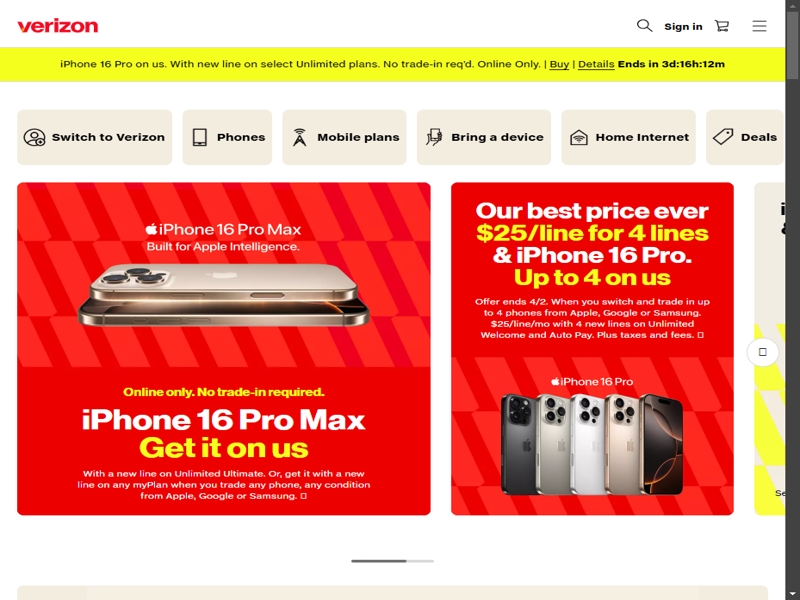 verizon
Sign in
iPhone 16 Pro on us. With new line on select Unlimited plans. No trade-in req'd. Online Only. | Buy | Details Ends in 3d:16h:12m
Switch to Verizon
Phones
Mobile plans
Bring a device
Home Internet
Deals
iPhone 16 Pro Max
Built for Apple Intelligence.
Online only. No trade-in required.
iPhone 16 Pro Max
Get it on us
With a new line on Unlimited Ultimate. Or, get it with a new
line on any myPlan when you trade any phone, any condition
from Apple, Google or Samsung.
Our best price ever
$25/line for 4 lines
& iPhone 16 Pro.
Up to 4 on us
Offer ends 4/2. When you switch and trade in up
to 4 phones from Apple, Google or Samsung.
$25/line/mo with 4 new lines on Unlimited
Welcome and Auto Pay. Plus taxes and fees.
iPhone 16 Pro